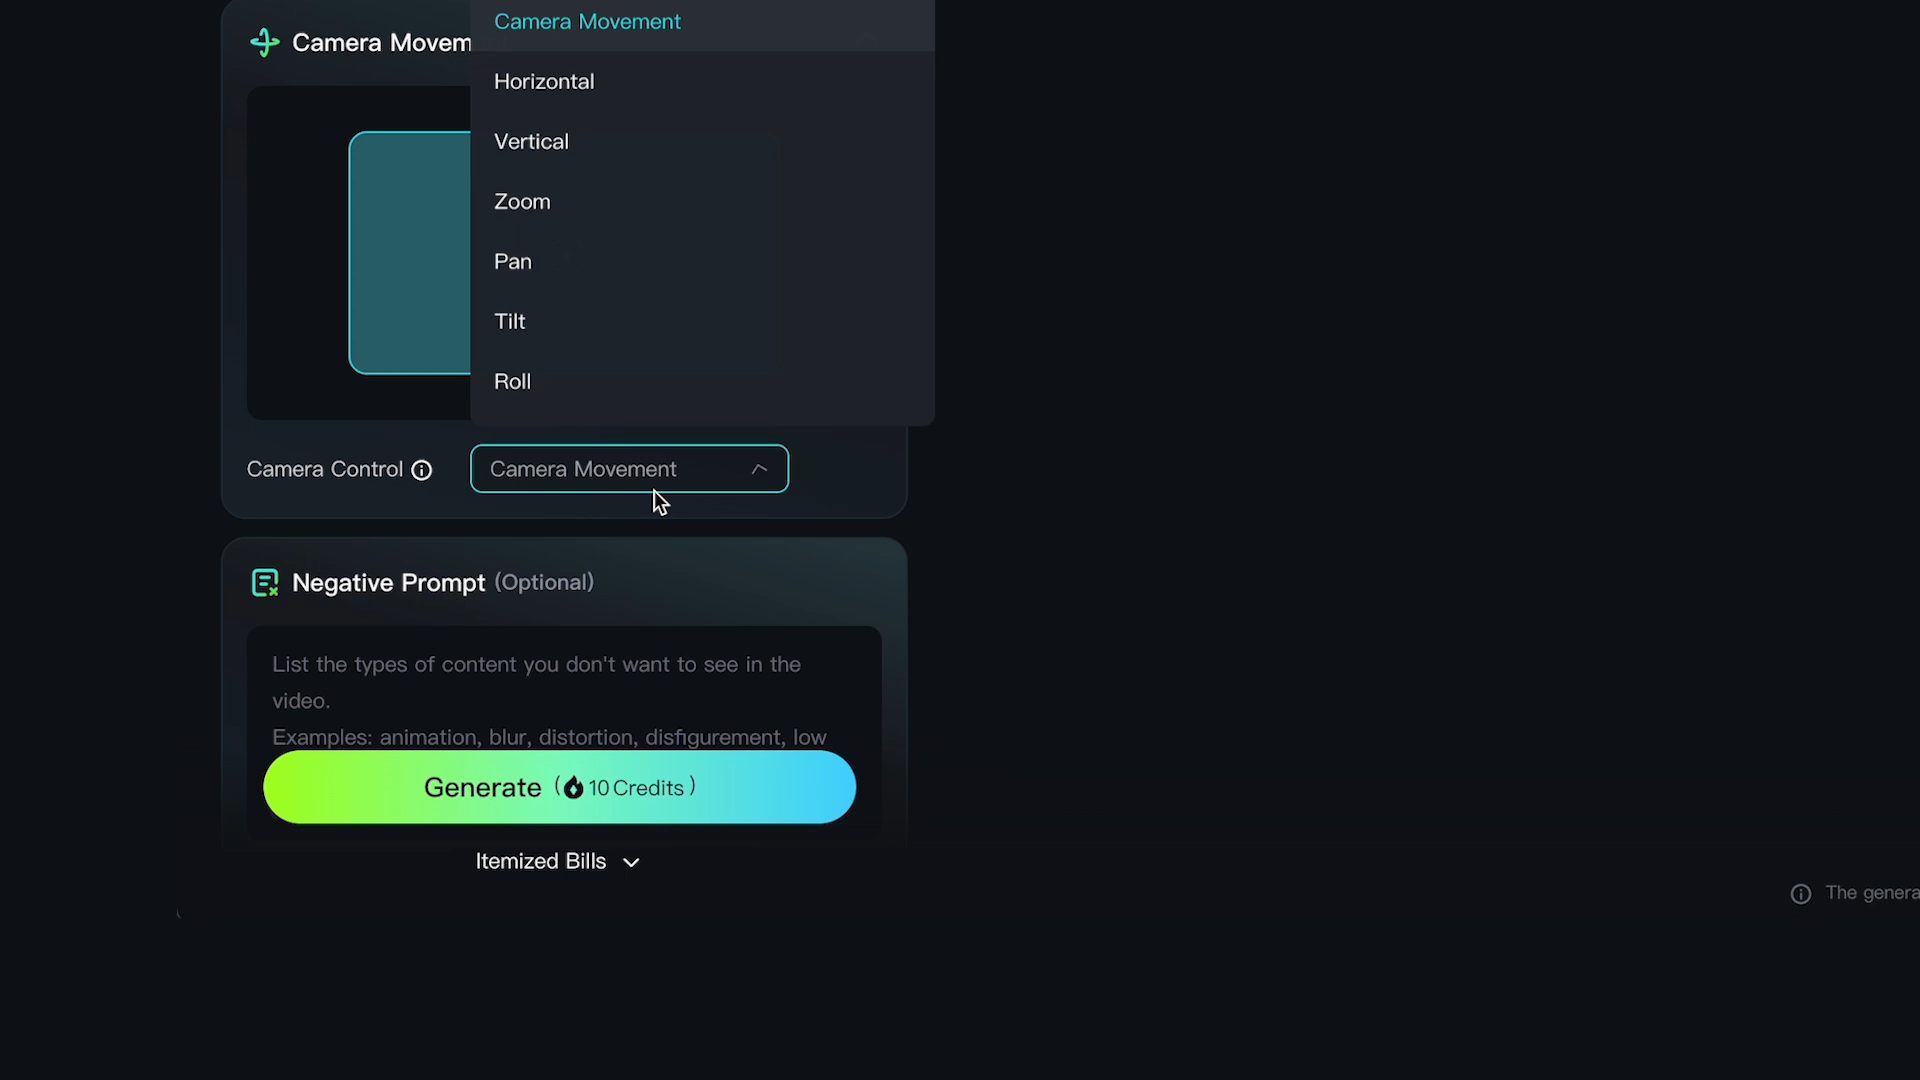 Camera Movem
Camera Movement
Horizontal
Vertical
Zoom
Pan
Tilt
Roll
Camera Control
Camera Movement
Negative Prompt (Optional)
List the types of content you don't want to see in the
video.
Examples: animation, blur, distortion, disfigurement, low
Generate (10 Credits)
Itemized Bills
The genera